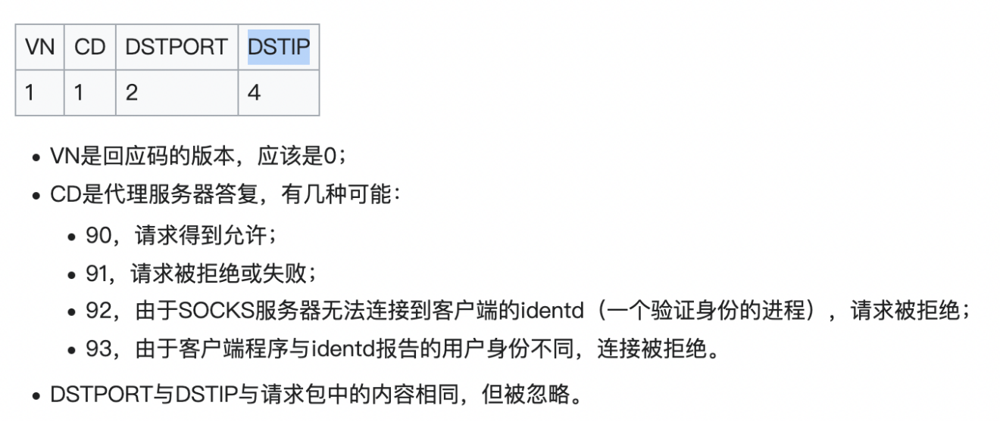 VN CD DSTPORT DSTIP
1 1 2 4
VN是回应码的版本，应该是0；
CD是代理服务器答复，有几种可能：
90，请求得到允许；
91，请求被拒绝或失败；
92，由于SOCKS服务器无法连接到客户端的identd（一个验证身份的进程），请求被拒绝；
93，由于客户端程序与identd报告的用户身份不同，连接被拒绝。
DSTPORT与DSTIP与请求包中的内容相同，但被忽略。